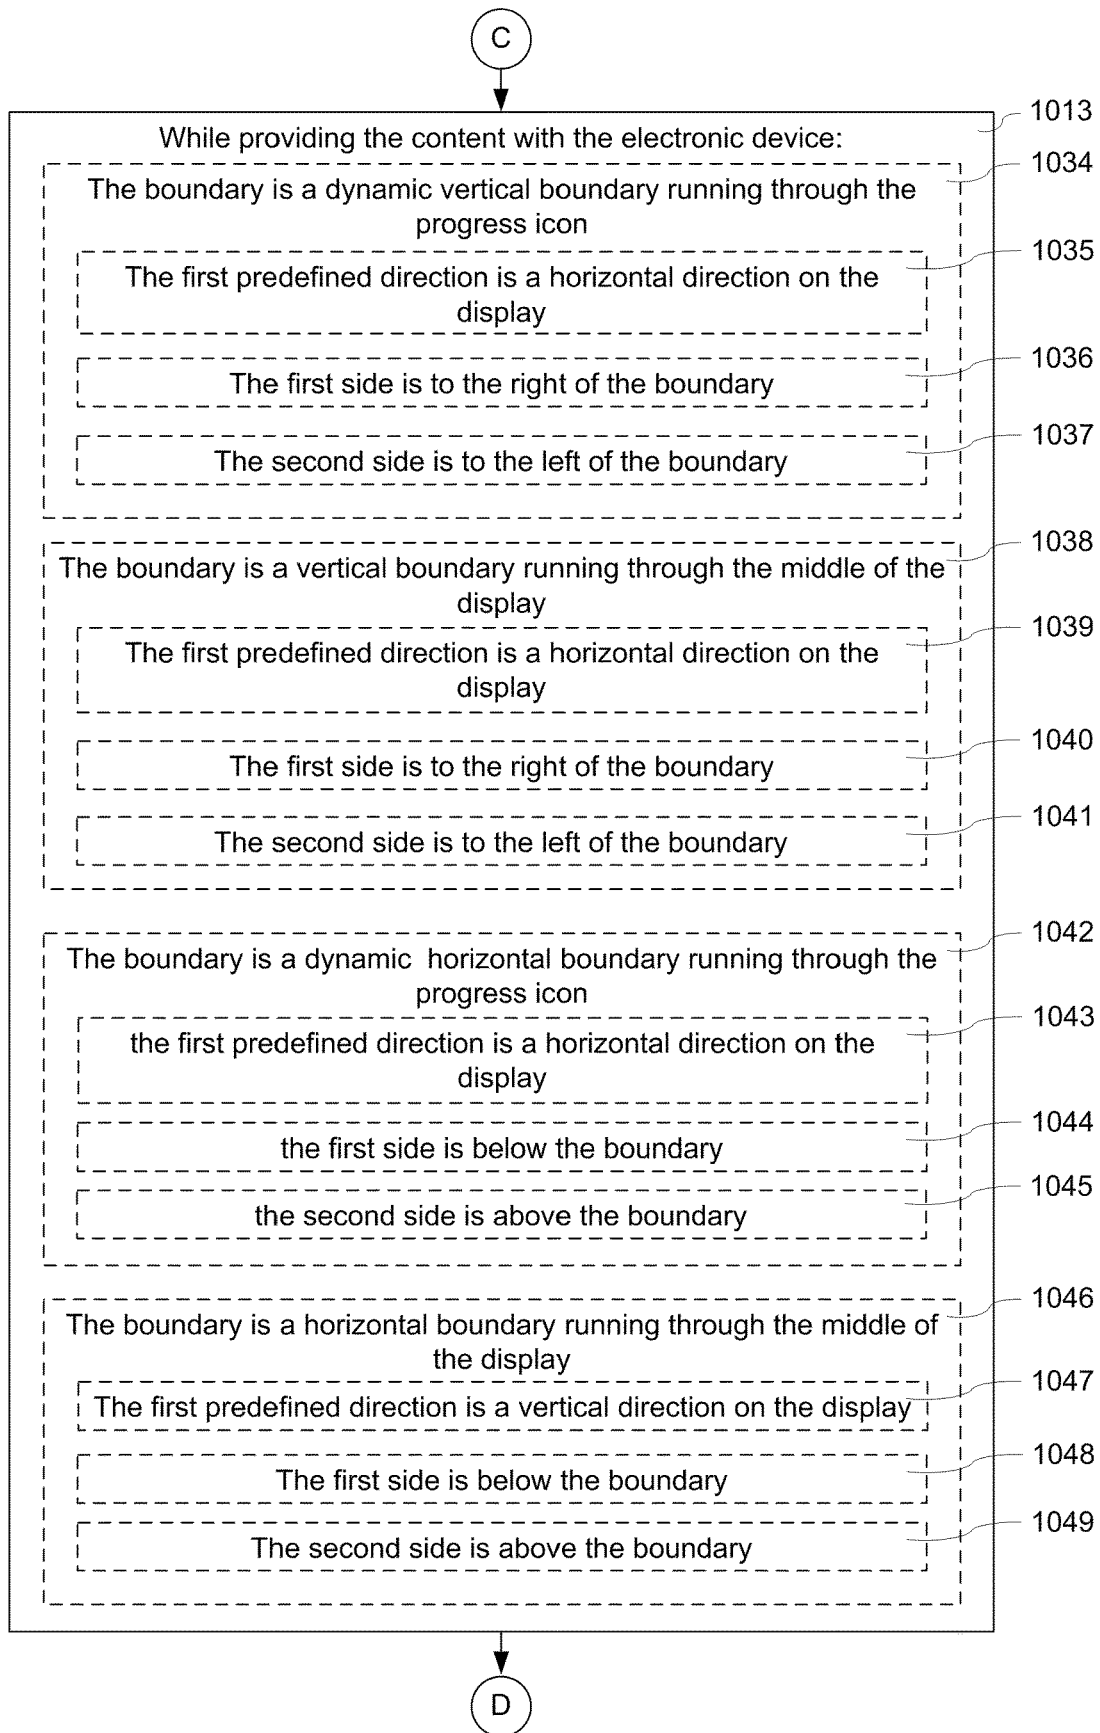 C
1013
While providing the content with the electronic device:
1034
The boundary is a dynamic vertical boundary running through the
progress icon
1035
The first predefined direction is a horizontal direction on the
display
1036
The first side is to the right of the boundary
1037
The second side is to the left of the boundary
1038
The boundary is a vertical boundary running through the middle of the
display
1039
The first predefined direction is a horizontal direction on the
display
1040
The first side is to the right of the boundary
1041
The second side is to the left of the boundary
1042
The boundary is a dynamic horizontal boundary running through the
progress icon
1043
the first predefined direction is a horizontal direction on the
display
1044
the first side is below the boundary
1045
the second side is above the boundary
1046
The boundary is a horizontal boundary running through the middle of
the display
1047
The first predefined direction is a vertical direction on the display
1048
The first side is below the boundary
1049
The second side is above the boundary
D